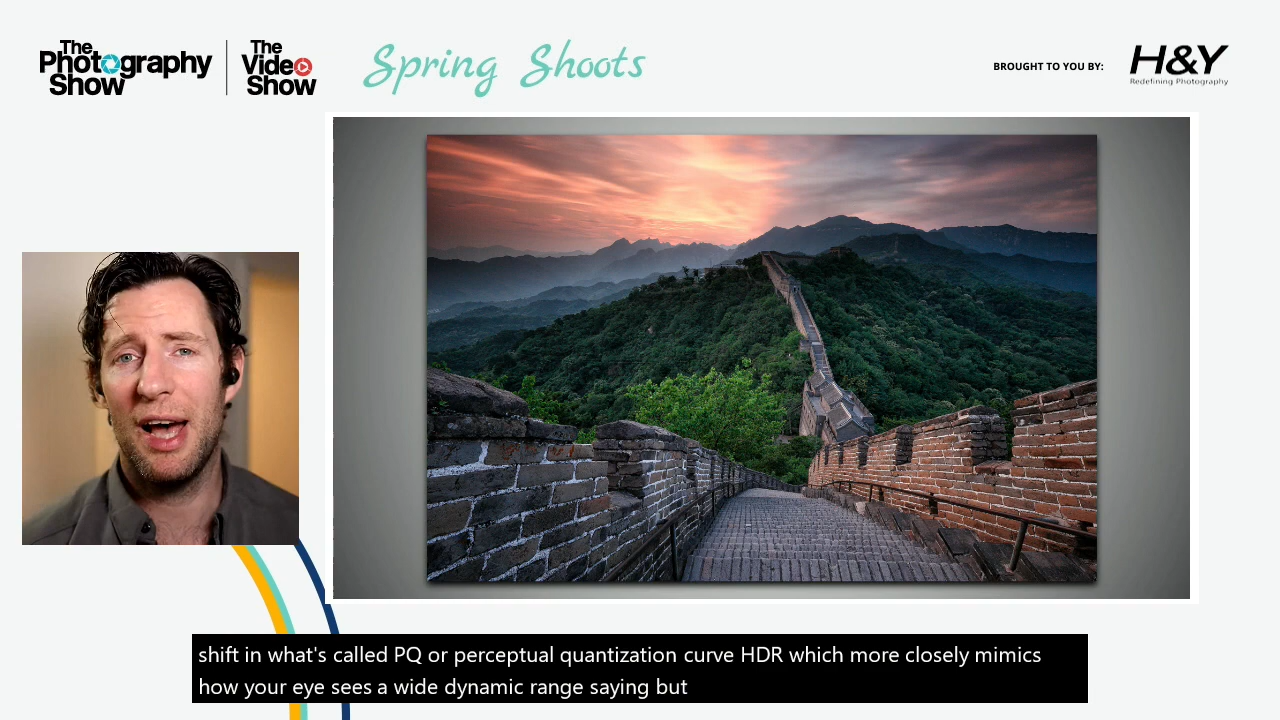 The
Photography
Show
The
Video
Show
Spring Shoots
BROUGHT TO YOU BY:
H&Y
Redefining Photography
shift in what's called PQ or perceptual quantization curve HDR which more closely mimics
how your eye sees a wide dynamic range saying but